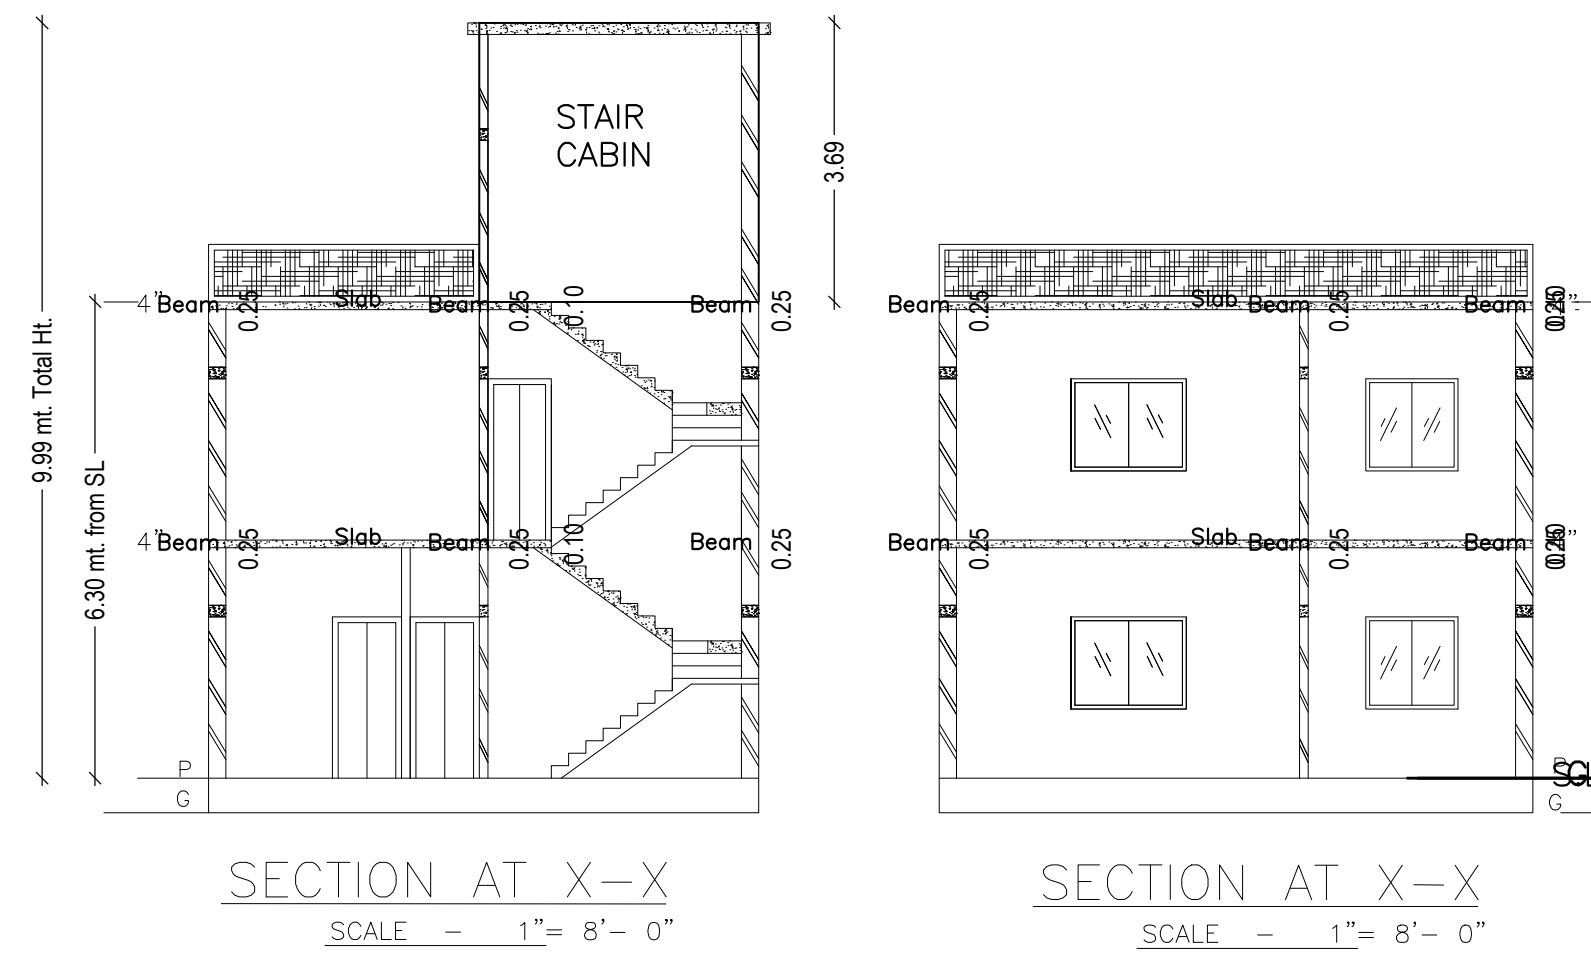 9.99 mt. Total Ht.
6.30 mt. from SL
STAIR
CABIN
3.69
4" Beam 0.25 Slab Beam 0.25 0.10 Beam 0.25
4" Beam 0.25 Slab Beam 0.25 0.10 Beam 0.25
P
G
SECTION AT X-X
SCALE - 1"= 8'- 0"
Beam 0.25 Slab Beam 0.25 Beam
Beam 0.25 Slab Beam 0.25 Beam
G
SECTION AT X-X
SCALE - 1"= 8'- 0"